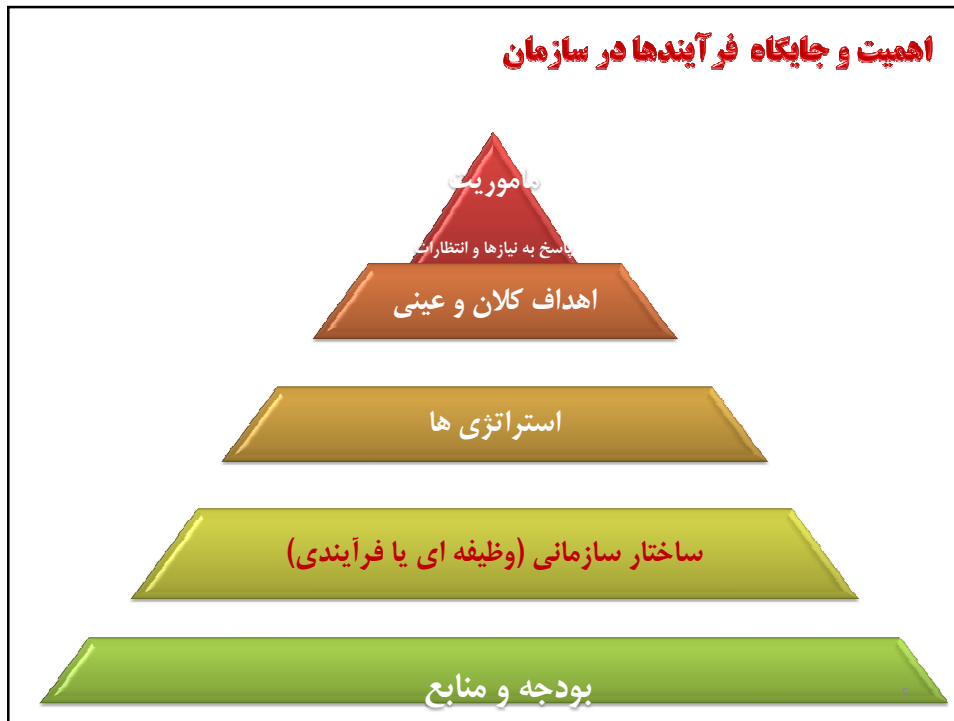 اهمیت و جایگاه فرآیندها در سازمان
ماموریت
پاسخ به نیازها و انتظارات
اهداف کلان و عینی
استراتژی ها
ساختار سازمانی (وظیفه ای یا فرآیندی)
بودجه و منابع